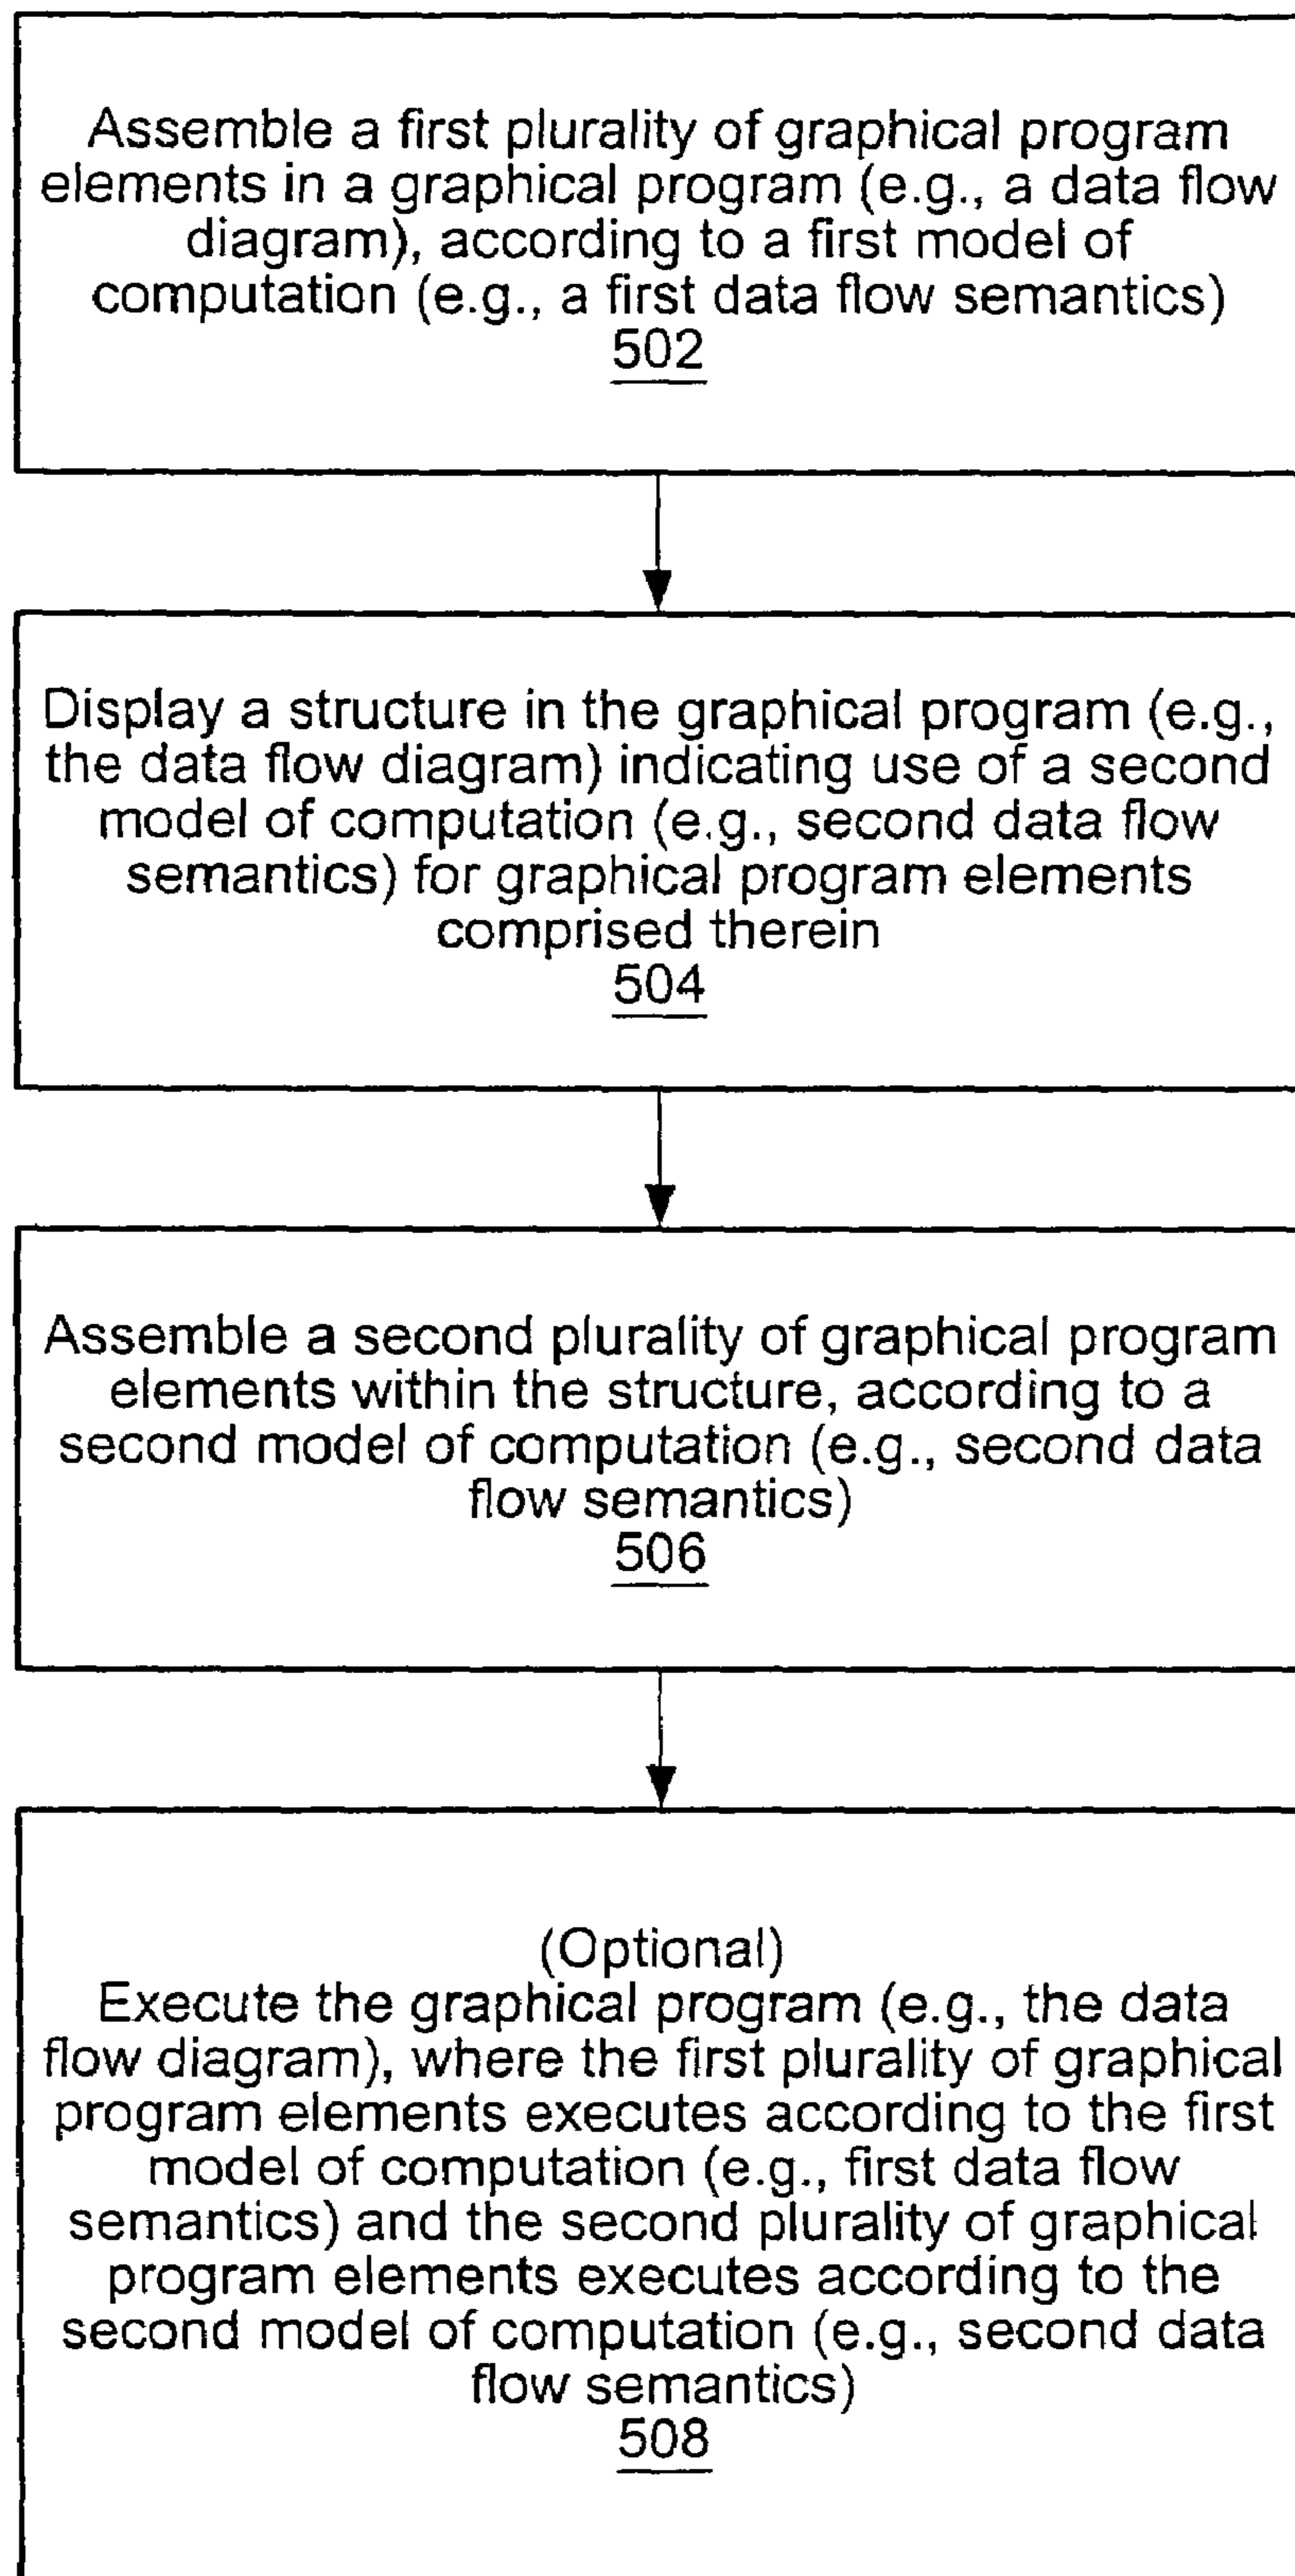 Assemble a first plurality of graphical program
elements in a graphical program (e.g., a data flow
diagram), according to a first model of
computation (e.g., a first data flow semantics)
502
Display a structure in the graphical program (e.g.,
the data flow diagram) indicating use of a second
model of computation (e.g., second data flow
semantics) for graphical program elements
comprised therein
504
Assemble a second plurality of graphical program
elements within the structure, according to a
second model of computation (e.g., second data
flow semantics)
506
(Optional)
Execute the graphical program (e.g., the data
flow diagram), where the first plurality of graphical
program elements executes according to the first
model of computation (e.g., first data flow
semantics) and the second plurality of graphical
program elements executes according to the
second model of computation (e.g., second data
flow semantics)
508